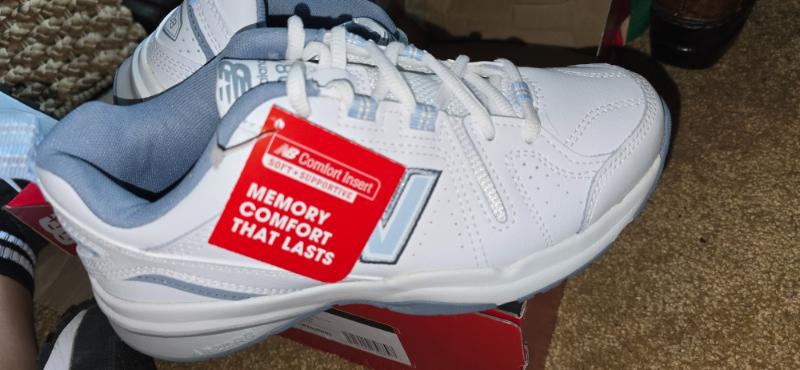 NB Comfort Insert
SOFT + SUPPORTIVE
MEMORY
COMFORT
THAT LASTS
N